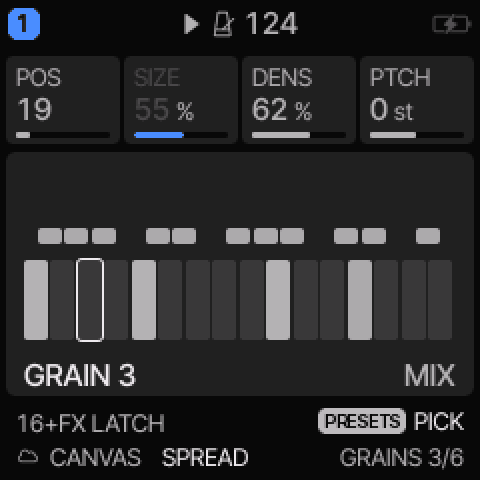 1 124
POS SIZE DENS PTCH
19 55 % 62 % 0 st
GRAIN 3 MIX
16+FX LATCH PRESETS PICK
CANVAS SPREAD GRAINS 3/6